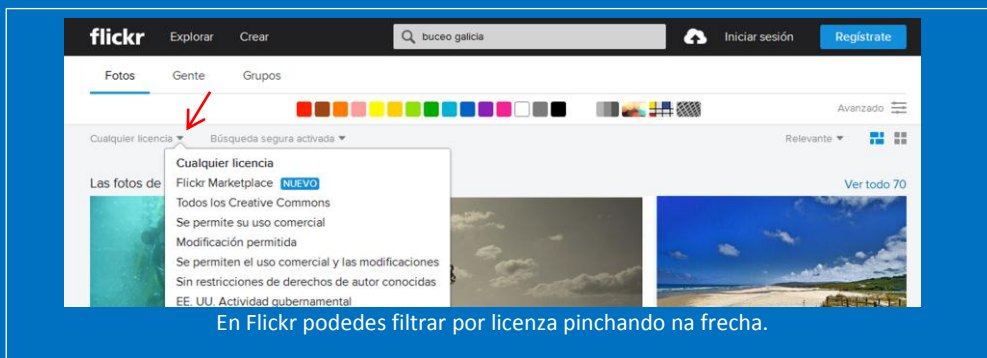 flickr Explorar Crear buceo galicia Iniciar sesión Regístrate
Fotos Gente Grupos
Avanzado
Cualquier licencia Búsqueda segura activada Relevante
Cualquier licencia
Las fotos de Flickr Marketplace NUEVO Ver todo 70
Todos los Creative Commons
Se permite su uso comercial
Modificación permitida
Se permiten el uso comercial y las modificaciones
Sin restricciones de derechos de autor conocidas
EE. UU. Actividad gubernamental
En Flickr podedes filtrar por licenza pinchando na frecha.